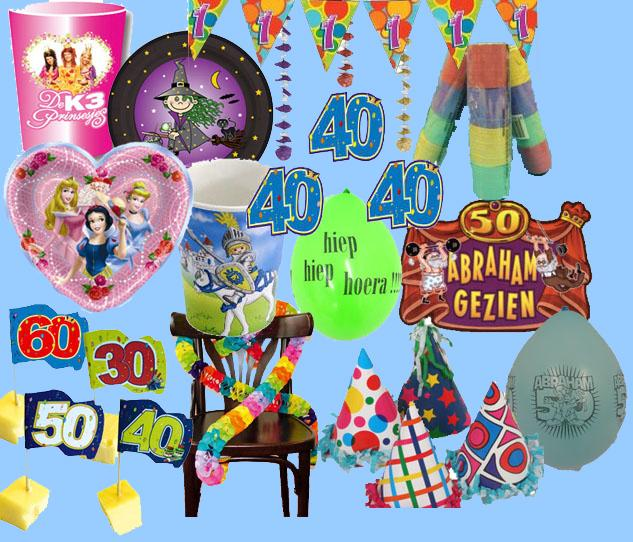 1
1
1
1
1
De K3
Prinsesjes
40
40
40
hiep
hiep
hoera!!!
50
ABRAHAM
GEZIEN
60
30
50
40
ABRAHAM
50